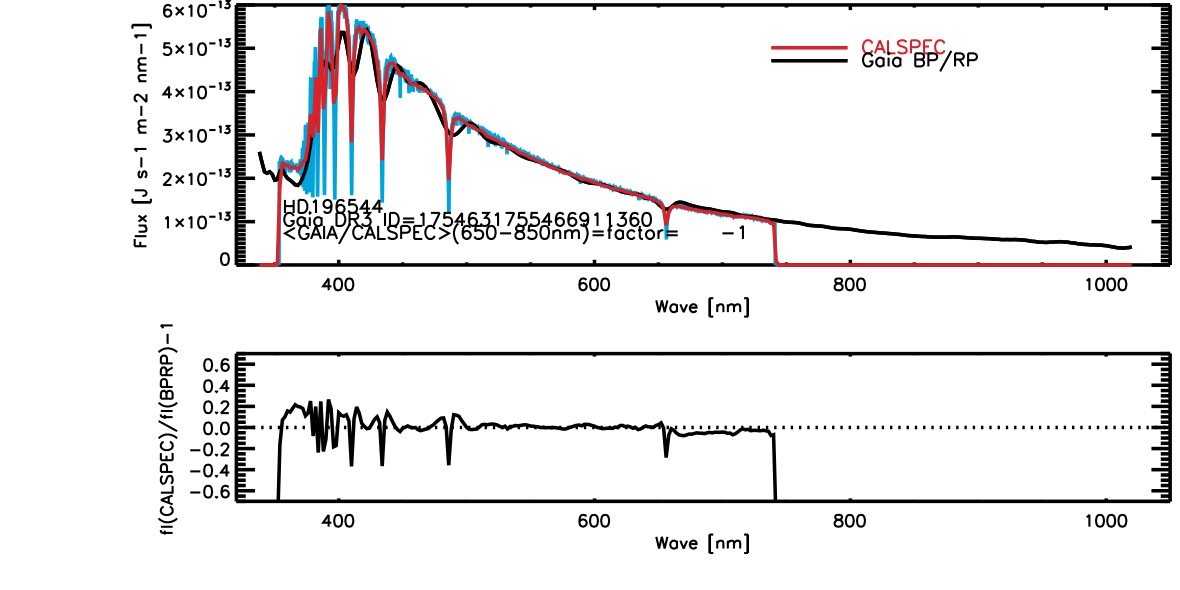 6×10−13
5×10−13
4×10−13
3×10−13
2×10−13
1×10−13
0
Flux [J s−1 m−2 nm−1]
CALSPEC
Gaia BP/RP
HD196544
Gaia DR3 ID=1754631755466911360
<GAIA/CALSPEC>(650−850nm)=factor= −1
400 600 800 1000
Wave [nm]
fl(CALSPEC)/fl(BPRP)−1
0.6
0.4
0.2
0.0
−0.2
−0.4
−0.6
400 600 800 1000
Wave [nm]